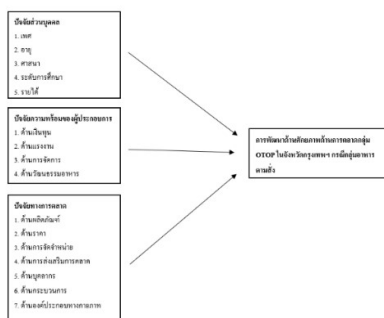 ปัจจัยส่วนบุคคล
1. เพศ
2. อายุ
3. ศาสนา
4. ระดับการศึกษา
5. รายได้
ปัจจัยความพร้อมของผู้ประกอบการ
1. ด้านเงินทุน
2. ด้านแรงงาน
3. ด้านการจัดการ
4. ด้านวัฒนธรรมอาหาร
การพัฒนาด้านศักยภาพด้านการตลาดกลุ่ม
OTOP ในจังหวัดกรุงเทพฯ กรณีกลุ่มอาหาร
ตามสั่ง
ปัจจัยทางการตลาด
1. ด้านผลิตภัณฑ์
2. ด้านราคา
3. ด้านการจัดจำหน่าย
4. ด้านการส่งเสริมการตลาด
5. ด้านบุคลากร
6. ด้านกระบวนการ
7. ด้านองค์ประกอบทางกายภาพ